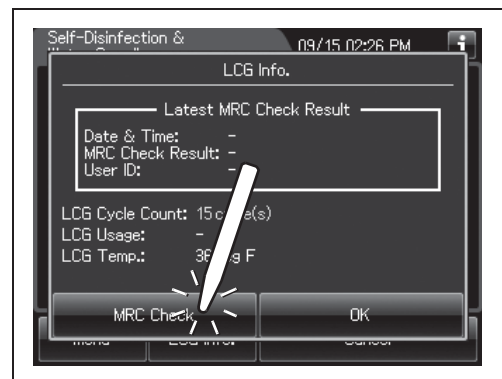 Self-Disinfection &
09/15 02:26 PM
i
LCG Info.
Latest MRC Check Result
Date & Time: -
MRC Check Result: -
User ID: -
LCG Cycle Count: 15
LCG Usage: -
LCG Temp.: F
MRC Check
OK